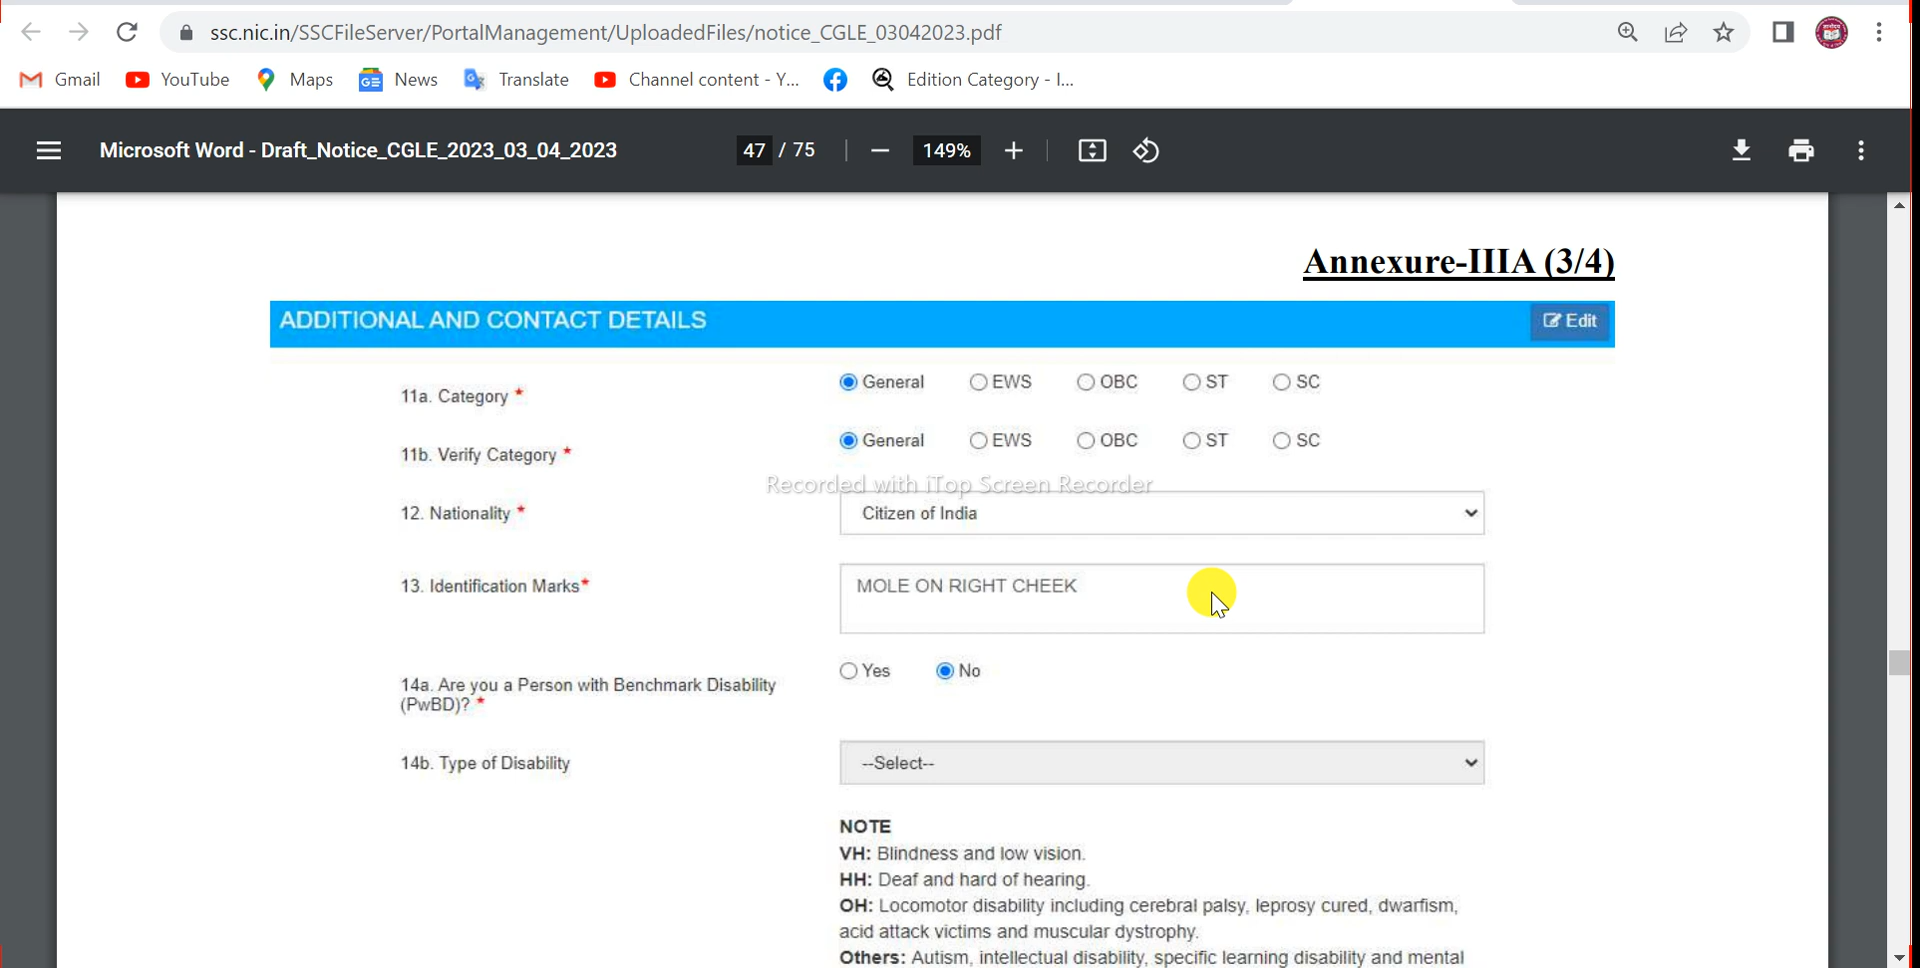 ssc.nic.in/SSCFileServer/PortalManagement/UploadedFiles/notice_CGLE_03042023.pdf
Gmail YouTube Maps News Translate Channel content - Y... Edition Category - I...
Microsoft Word - Draft_Notice_CGLE_2023_03_04_2023 47 / 75 149%
Annexure-IIIA (3/4)
ADDITIONAL AND CONTACT DETAILS Edit
11a. Category * General EWS OBC ST SC
11b. Verify Category * General EWS OBC ST SC
Recorded with iTop Screen Recorder
12. Nationality * Citizen of India
13. Identification Marks* MOLE ON RIGHT CHEEK
14a. Are you a Person with Benchmark Disability Yes No
(PwBD)? *
14b. Type of Disability --Select--
NOTE
VH: Blindness and low vision.
HH: Deaf and hard of hearing.
OH: Locomotor disability including cerebral palsy, leprosy cured, dwarfism,
acid attack victims and muscular dystrophy.
Others: Autism, intellectual disability, specific learning disability and mental